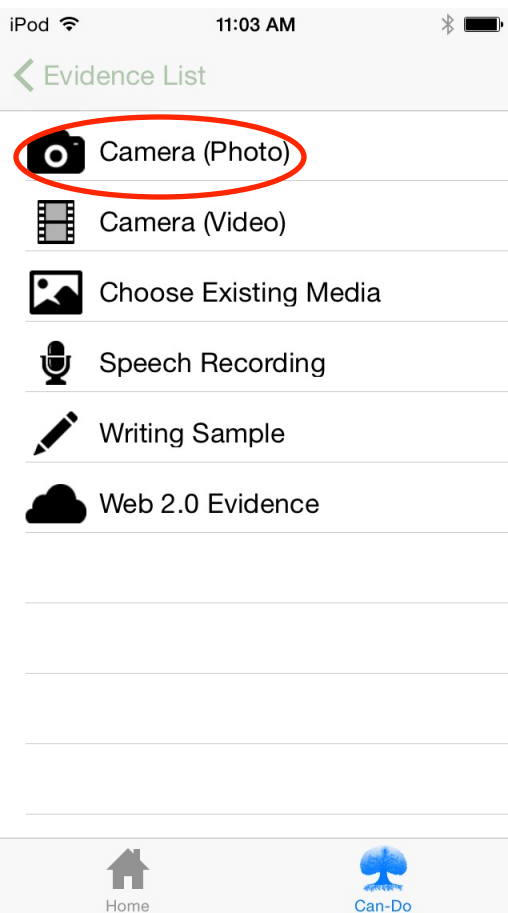 iPod 11:03 AM
Evidence List
Camera (Photo)
Camera (Video)
Choose Existing Media
Speech Recording
Writing Sample
Web 2.0 Evidence
Home Can-Do